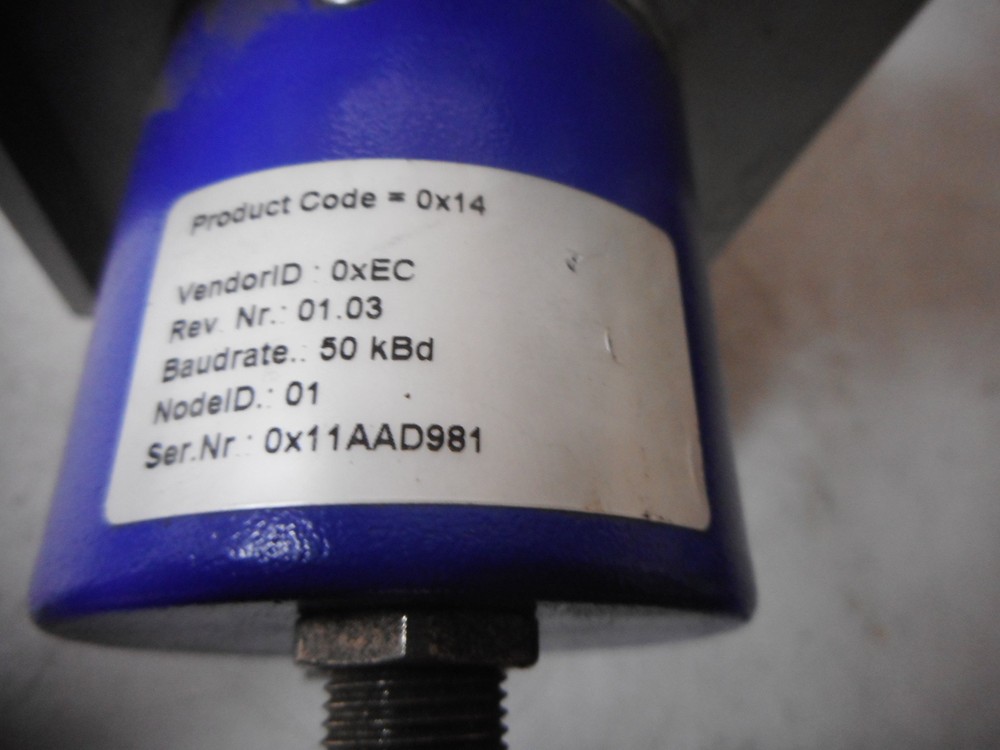 Product Code = 0x14
VendorID : 0xEC
Rev. Nr.: 01.03
Baudrate.: 50 kBd
NodeID.: 01
Ser.Nr.: 0x11AAD981